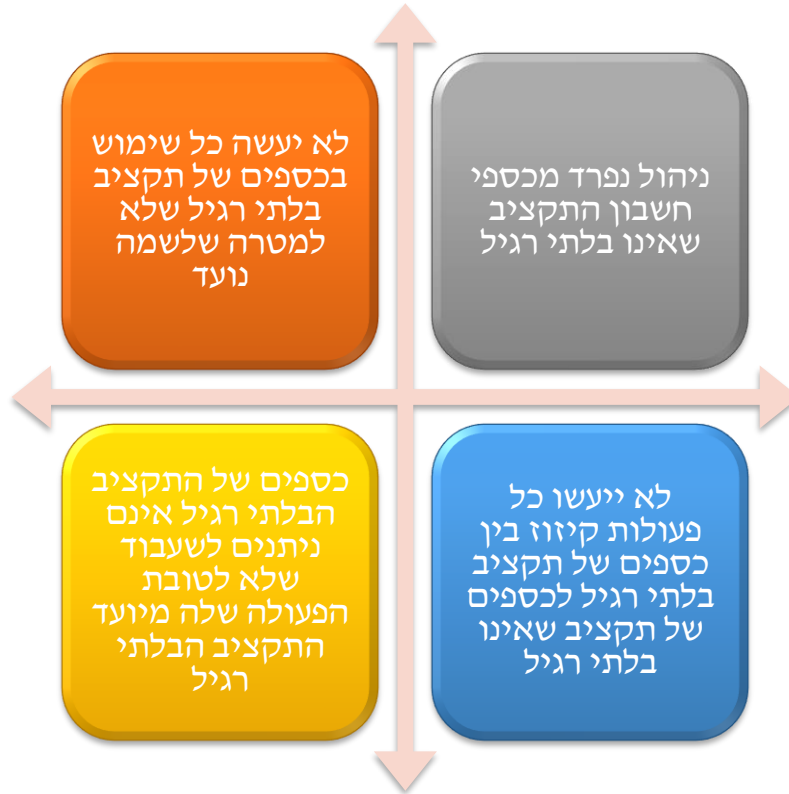 ניהול נפרד מכספי
חשבון התקציב
שאינו בלתי רגיל
לא יעשה כל שימוש
בכספים של תקציב
בלתי רגיל שלא
למטרה שלשמה
נועד
לא ייעשו כל
פעולות קיזוז בין
כספים של תקציב
בלתי רגיל לכספים
של תקציב שאינו
בלתי רגיל
כספים של התקציב
הבלתי רגיל אינם
ניתנים לשעבוד
שלא לטובת
הפעולה שלה מיועד
התקציב הבלתי
רגיל